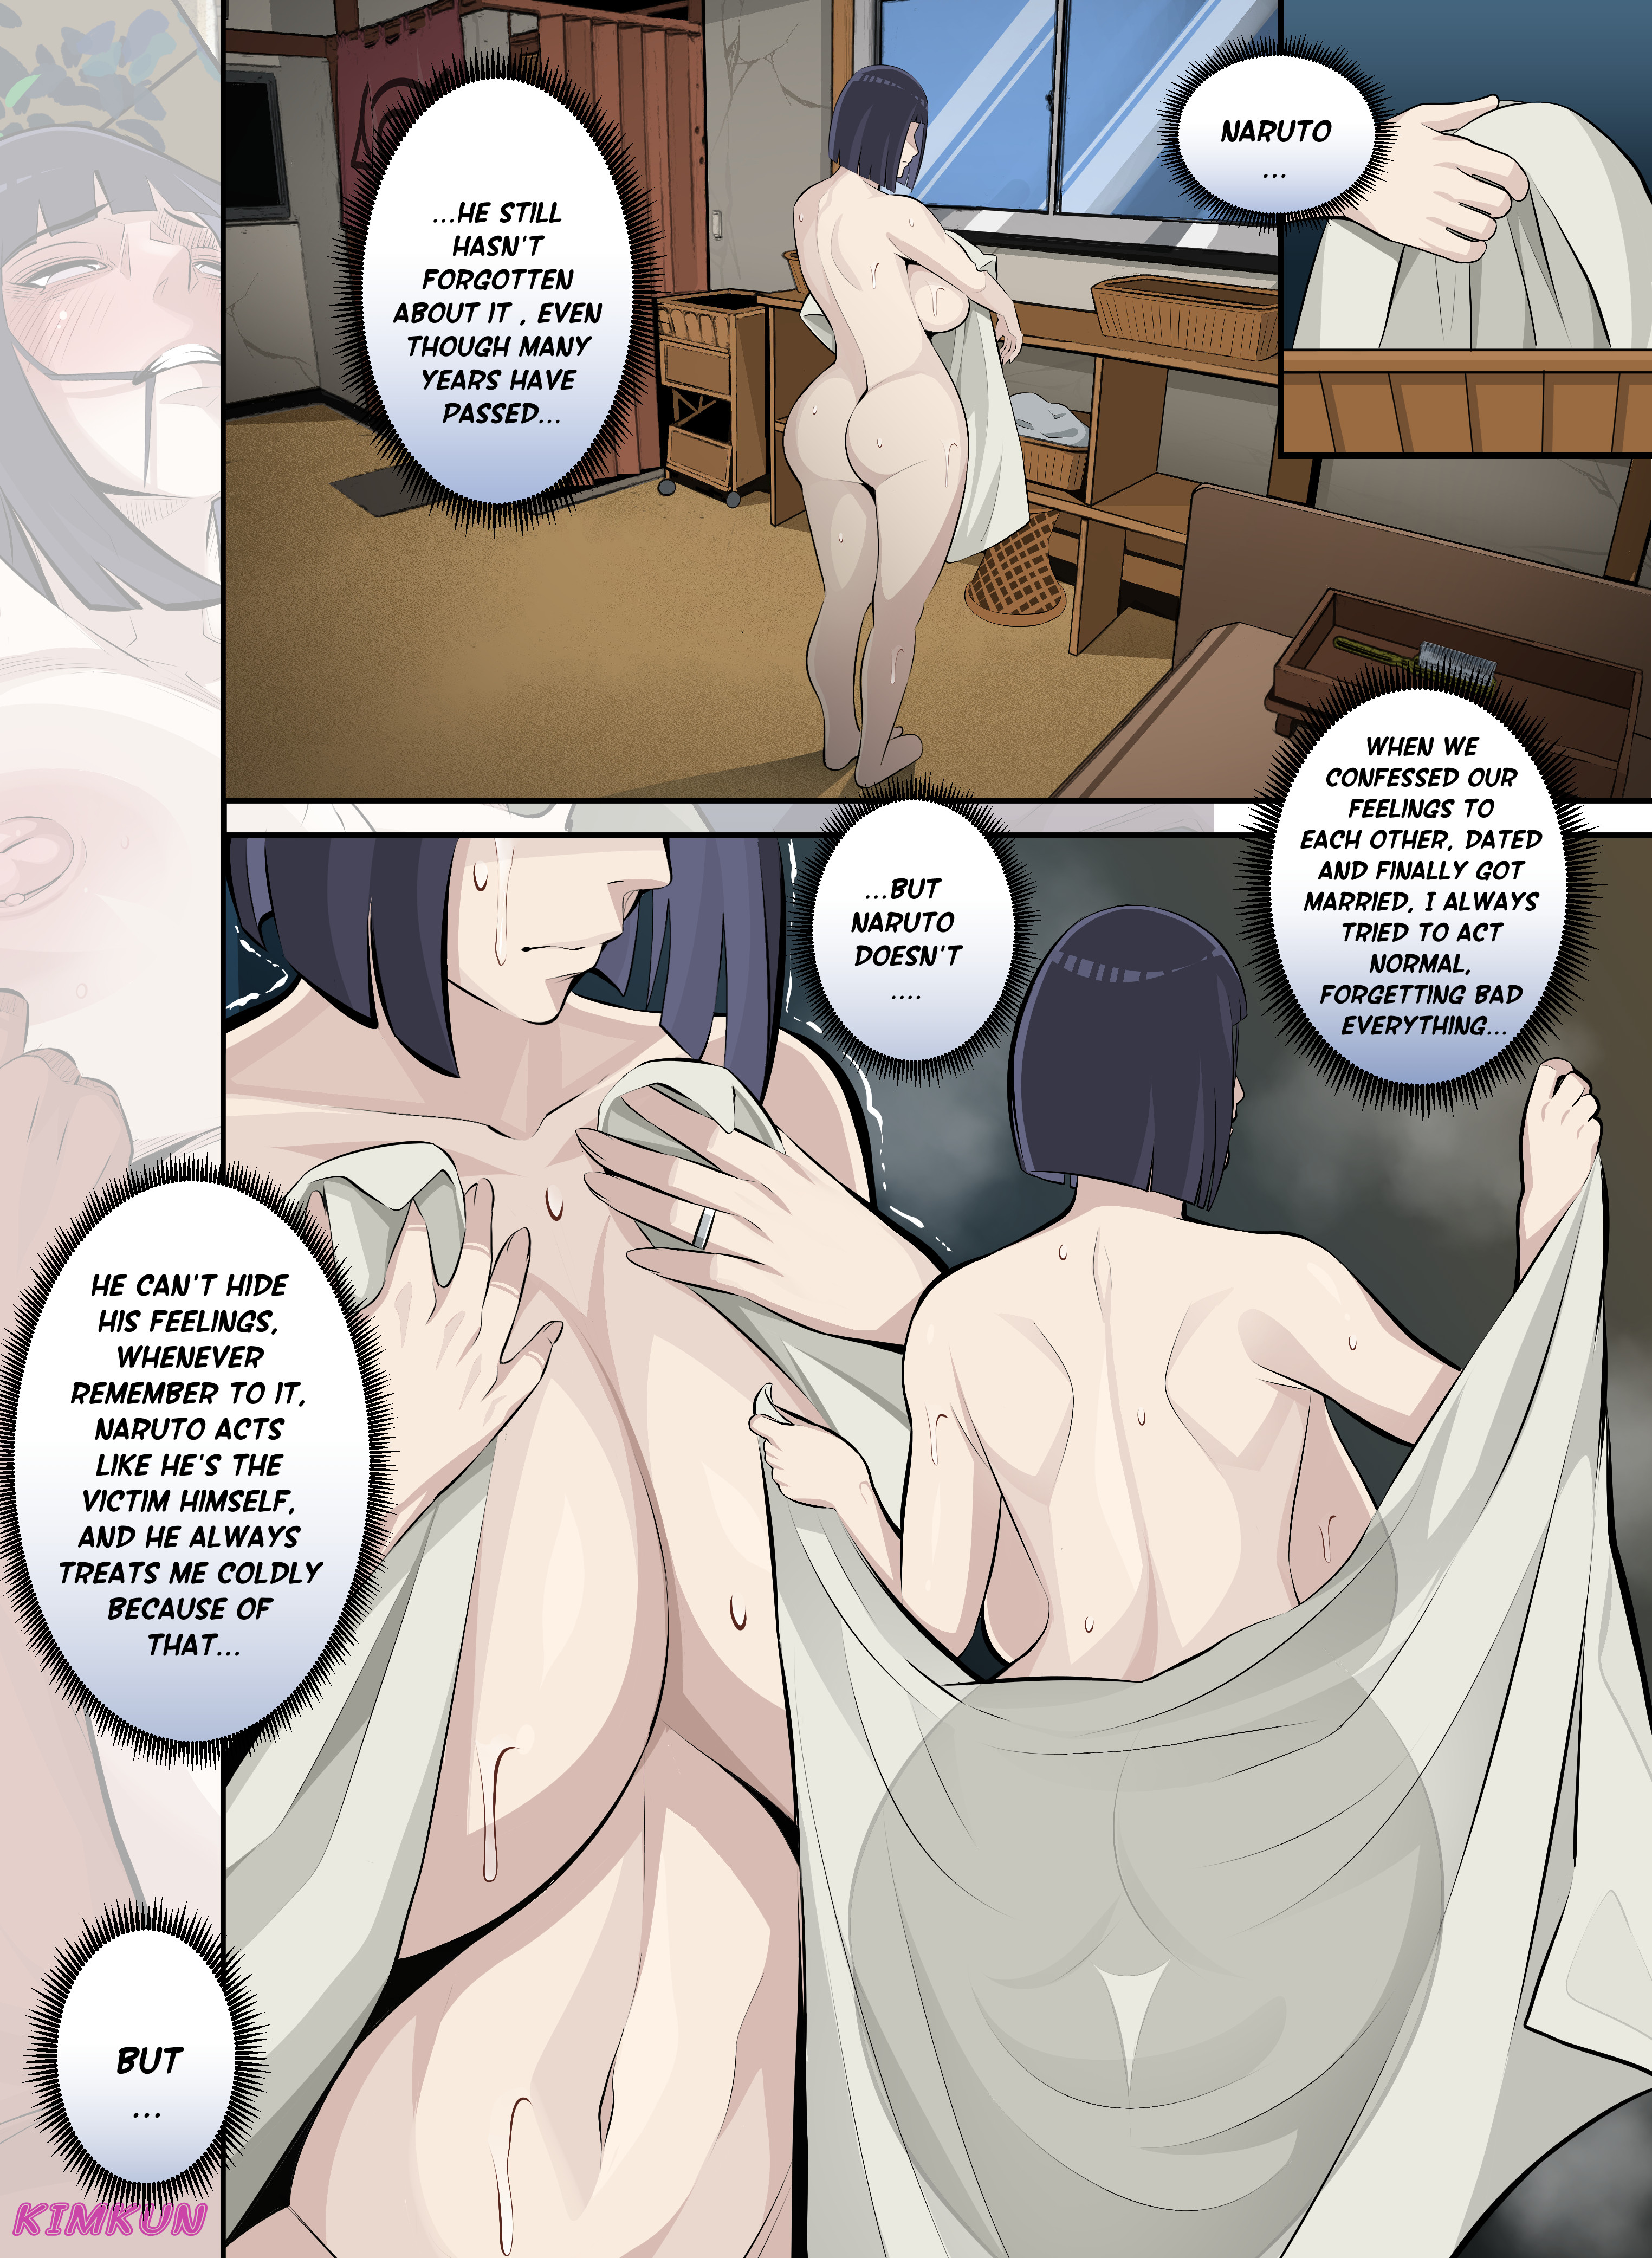 NARUTO
...
...HE STILL
HASN'T
FORGOTTEN
ABOUT IT , EVEN
THOUGH MANY
YEARS HAVE
PASSED...
WHEN WE
CONFESSED OUR
FEELINGS TO
EACH OTHER, DATED
AND FINALLY GOT
MARRIED, I ALWAYS
TRIED TO ACT
NORMAL,
FORGETTING BAD
EVERYTHING...
...BUT
NARUTO
DOESN'T
....
HE CAN'T HIDE
HIS FEELINGS,
WHENEVER
REMEMBER TO IT,
NARUTO ACTS
LIKE HE'S THE
VICTIM HIMSELF,
AND HE ALWAYS
TREATS ME COLDLY
BECAUSE OF
THAT...
BUT
...
KIMKUN